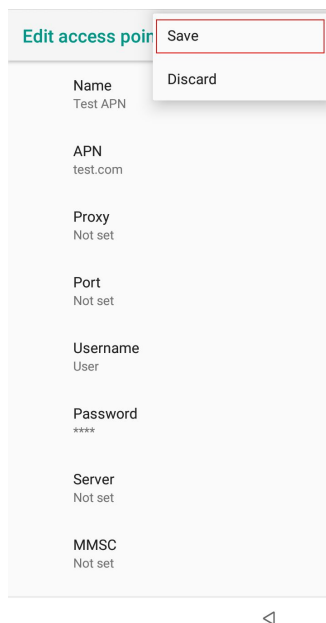 Edit access poin
Save
Discard
Name
Test APN
APN
test.com
Proxy
Not set
Port
Not set
Username
User
Password
****
Server
Not set
MMSC
Not set